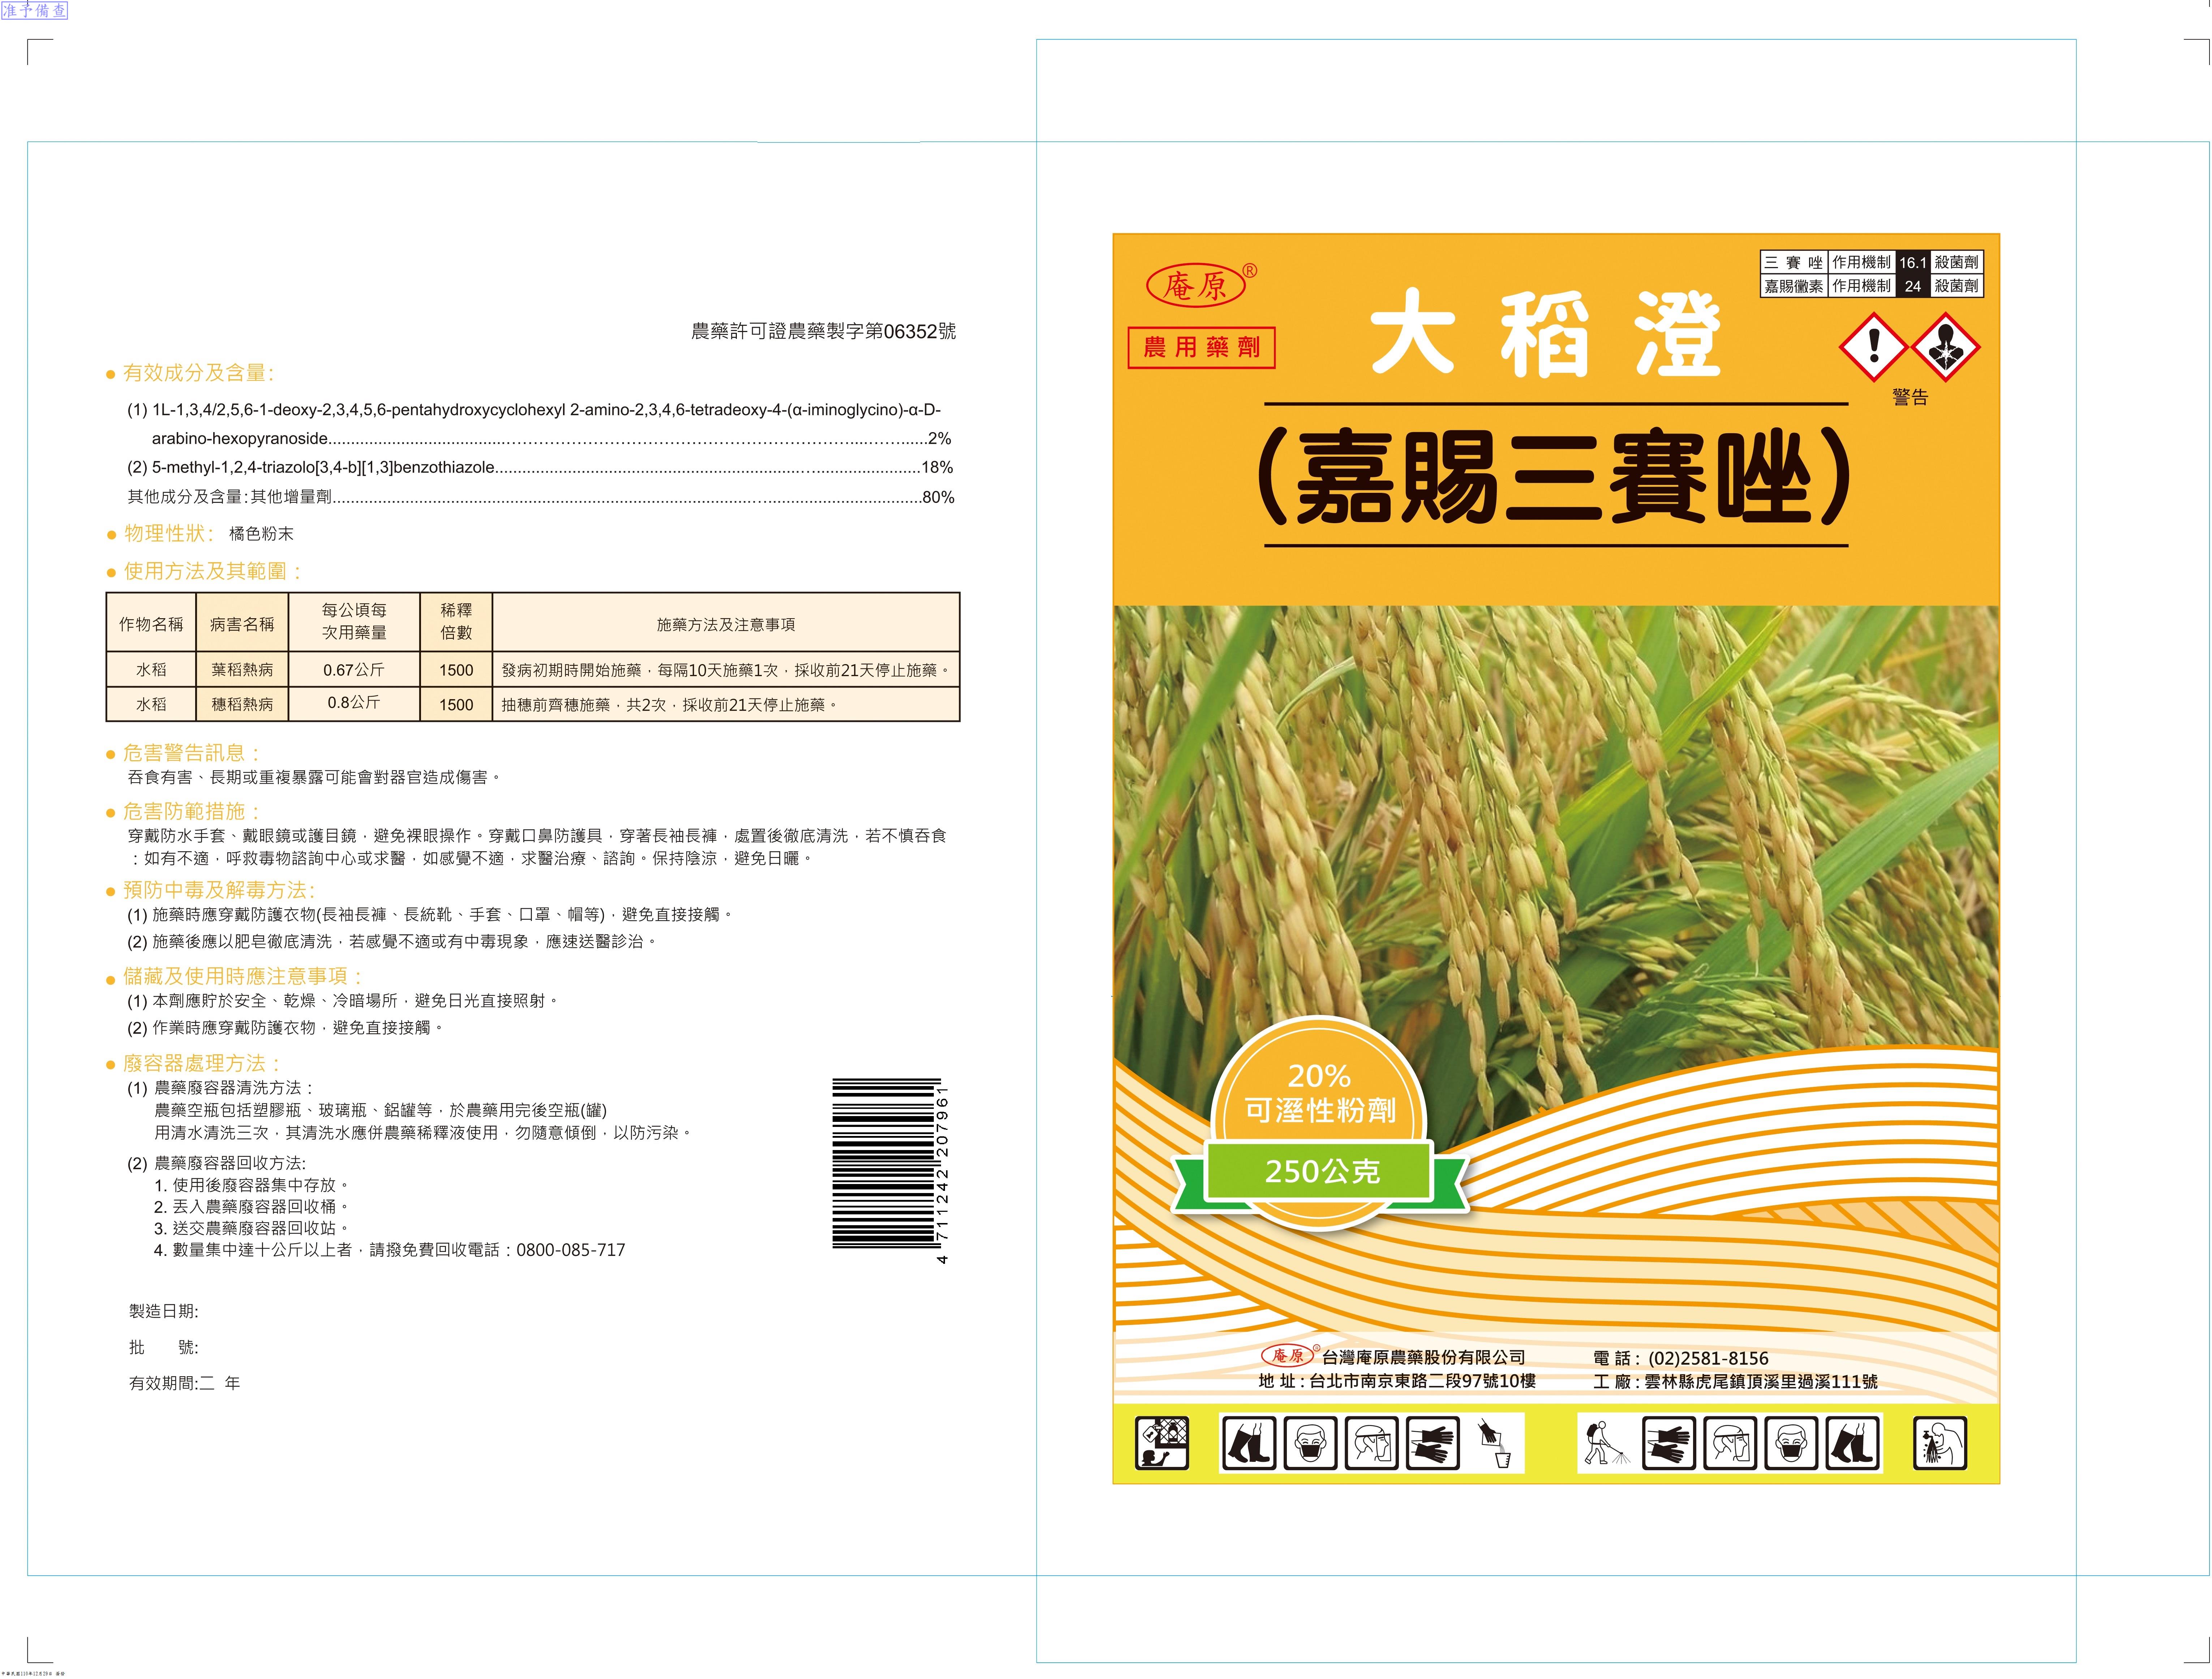 准予備查
農藥許可證農藥製字第06352號
● 有效成分及含量:
(1) 1L-1,3,4/2,5,6-1-deoxy-2,3,4,5,6-pentahydroxycyclohexyl 2-amino-2,3,4,6-tetradeoxy-4-(α-iminoglycino)-α-D-
arabino-hexopyranoside......2%
(2) 5-methyl-1,2,4-triazolo[3,4-b][1,3]benzothiazole......18%
其他成分及含量:其他增量劑......80%
● 物理性狀: 橘色粉末
● 使用方法及其範圍:
作物名稱 病害名稱 每公頃每次用藥量 稀釋倍數 施藥方法及注意事項
水稻 葉稻熱病 0.67公斤 1500 發病初期時開始施藥，每隔10天施藥1次，採收前21天停止施藥。
水稻 穗稻熱病 0.8公斤 1500 抽穗前齊穗施藥，共2次，採收前21天停止施藥。
● 危害警告訊息:
吞食有害、長期或重複暴露可能會對器官造成傷害。
● 危害防範措施:
穿戴防水手套、戴眼鏡或護目鏡，避免裸眼操作。穿戴口鼻防護具，穿著長袖長褲，處置後徹底清洗，若不慎吞食
:如有不適，呼救毒物諮詢中心或求醫，如感覺不適，求醫治療、諮詢。保持陰涼，避免日曬。
● 預防中毒及解毒方法:
(1) 施藥時應穿戴防護衣物(長袖長褲、長統靴、手套、口罩、帽等)，避免直接接觸。
(2) 施藥後應以肥皂徹底清洗，若感覺不適或有中毒現象，應速送醫診治。
● 儲藏及使用時應注意事項:
(1) 本劑應貯於安全、乾燥、冷暗場所，避免日光直接照射。
(2) 作業時應穿戴防護衣物，避免直接接觸。
● 廢容器處理方法:
(1) 農藥廢容器清洗方法:
農藥空瓶包括塑膠瓶、玻璃瓶、鋁罐等，於農藥用完後空瓶(罐)
用清水清洗三次，其清洗水應併農藥稀釋液使用，勿隨意傾倒，以防污染。
(2) 農藥廢容器回收方法:
1. 使用後廢容器集中存放。
2. 丟入農藥廢容器回收桶。
3. 送交農藥廢容器回收站。
4. 數量集中達十公斤以上者，請撥免費回收電話:0800-085-717
4 711242 207961
製造日期:
批 號:
有效期間:二 年
庵原®
農用藥劑
三賽唑 作用機制 16.1 殺菌劑
嘉賜黴素 作用機制 24 殺菌劑
大稻澄
警告
(嘉賜三賽唑)
20%
可溼性粉劑
250公克
庵原® 台灣庵原農藥股份有限公司 電話: (02)2581-8156
地址:台北市南京東路二段97號10樓 工廠:雲林縣虎尾鎮頂溪里過溪111號